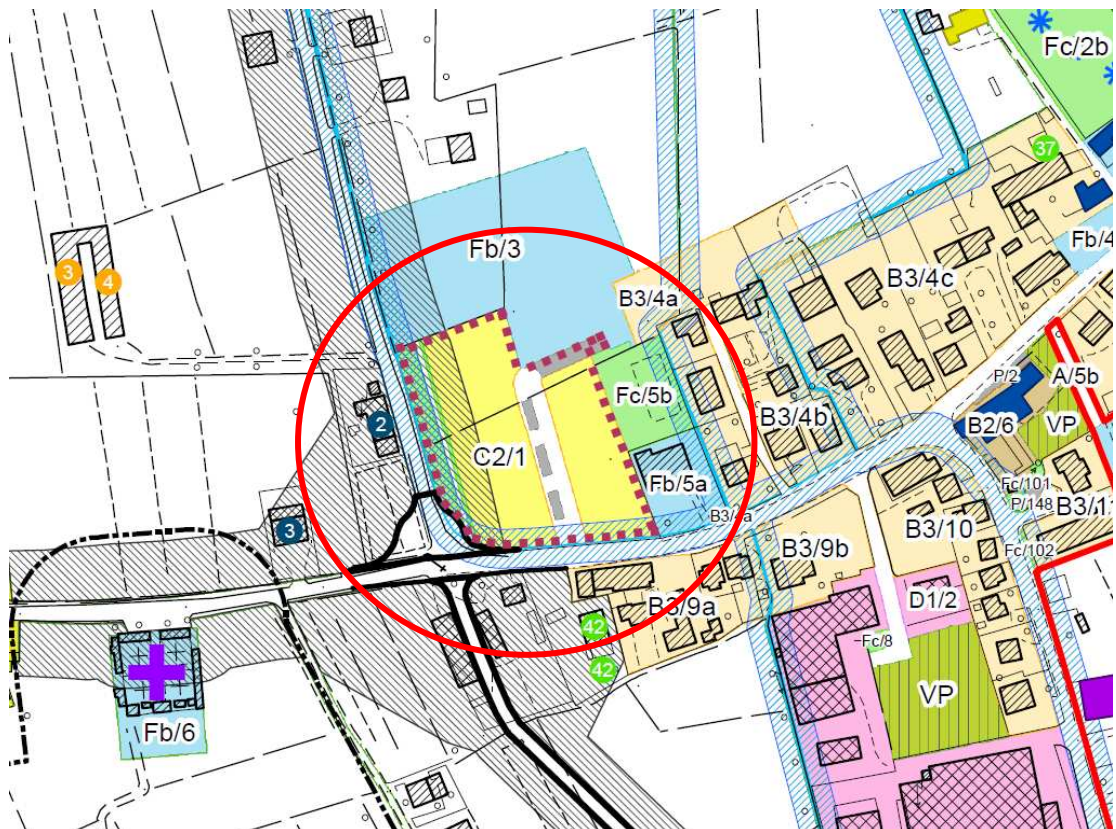 Fc/2b
37
Fb/3
Fb/4
3
4
B3/4a
B3/4c
P/2
A/5b
Fc/5b
B3/4b
B2/6
VP
2
C2/1
Fb/5a
Fc/101
P/148
B3/4a
B3/10
B3/11
3
B3/9b
Fc/102
B3/9a
D1/2
42
Fc/8
42
VP
Fb/6